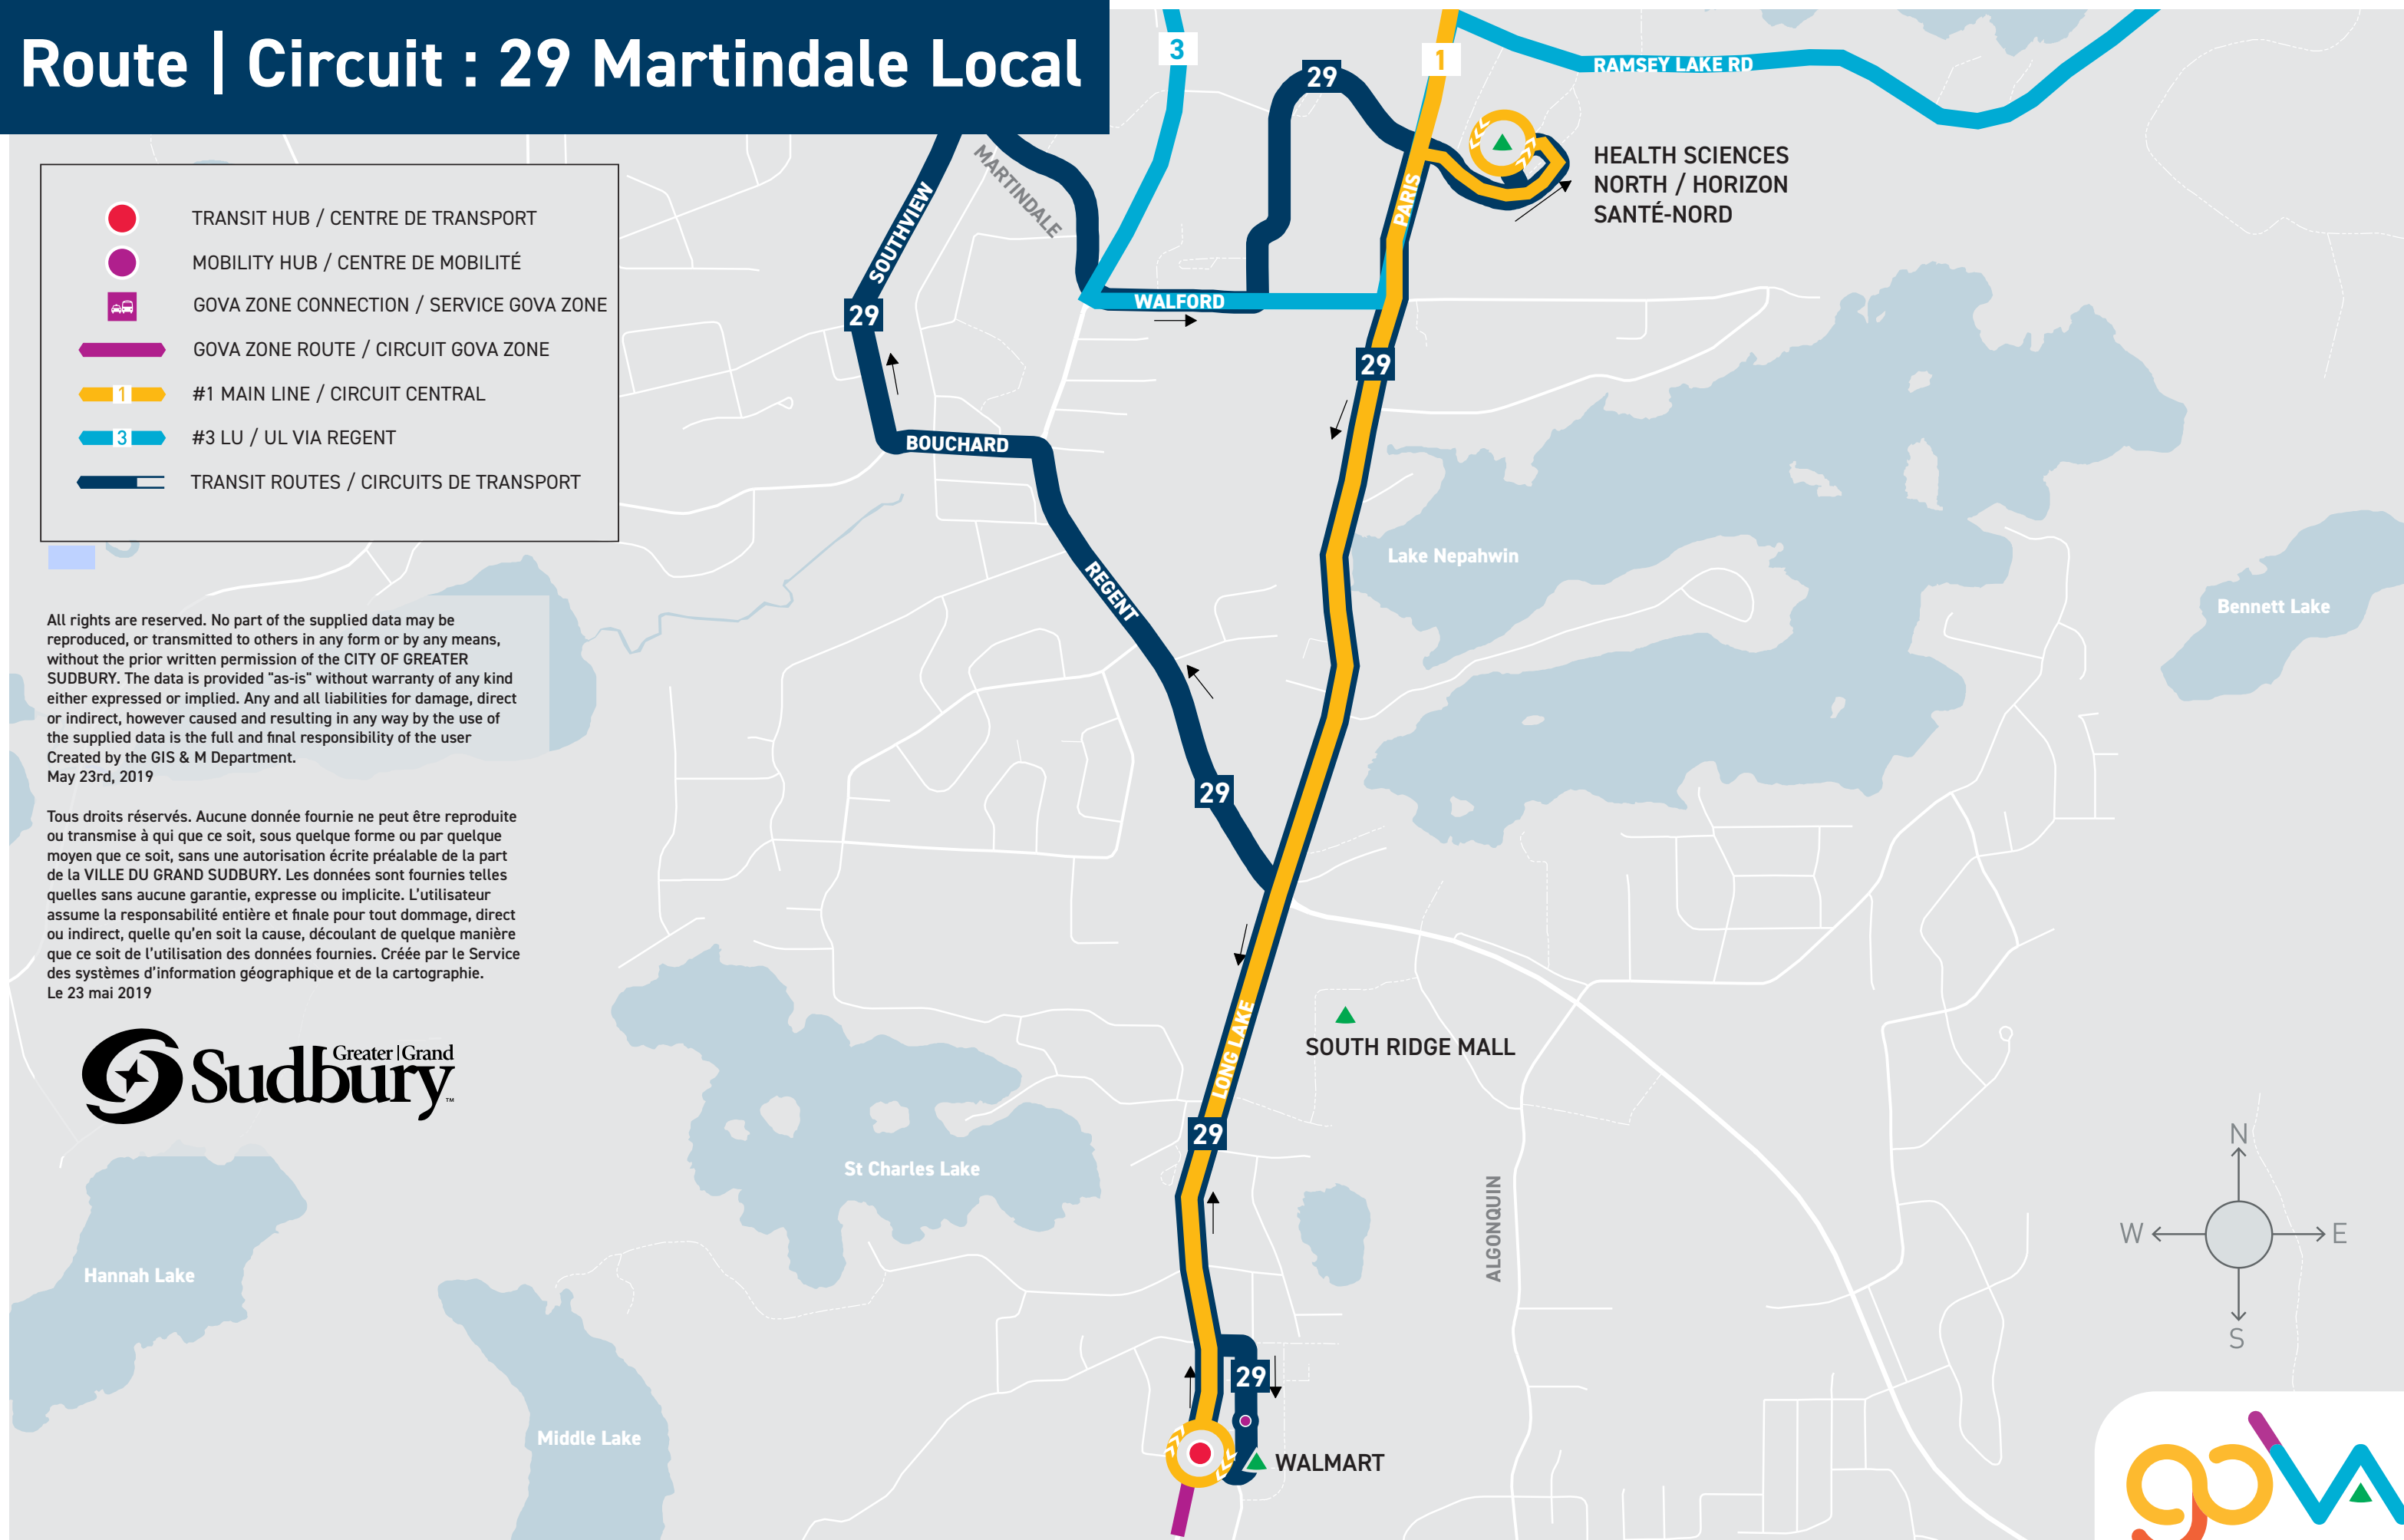 Route | Circuit : 29 Martindale Local
3
1
29
RAMSEY LAKE RD
HEALTH SCIENCES
NORTH / HORIZON
SANTÉ-NORD
MARTINDALE
SOUTHVIEW
PARIS
WALFORD
29
29
BOUCHARD
REGENT
29
TRANSIT HUB / CENTRE DE TRANSPORT
MOBILITY HUB / CENTRE DE MOBILITÉ
GOVA ZONE CONNECTION / SERVICE GOVA ZONE
GOVA ZONE ROUTE / CIRCUIT GOVA ZONE
1 #1 MAIN LINE / CIRCUIT CENTRAL
3 #3 LU / UL VIA REGENT
TRANSIT ROUTES / CIRCUITS DE TRANSPORT
Lake Nepahwin
Bennett Lake
All rights are reserved. No part of the supplied data may be
reproduced, or transmitted to others in any form or by any means,
without the prior written permission of the CITY OF GREATER
SUDBURY. The data is provided "as-is" without warranty of any kind
either expressed or implied. Any and all liabilities for damage, direct
or indirect, however caused and resulting in any way by the use of
the supplied data is the full and final responsibility of the user
Created by the GIS & M Department.
May 23rd, 2019
Tous droits réservés. Aucune donnée fournie ne peut être reproduite
ou transmise à qui que ce soit, sous quelque forme ou par quelque
moyen que ce soit, sans une autorisation écrite préalable de la part
de la VILLE DU GRAND SUDBURY. Les données sont fournies telles
quelles sans aucune garantie, expresse ou implicite. L'utilisateur
assume la responsabilité entière et finale pour tout dommage, direct
ou indirect, quelle qu'en soit la cause, découlant de quelque manière
que ce soit de l'utilisation des données fournies. Créée par le Service
des systèmes d'information géographique et de la cartographie.
Le 23 mai 2019
Greater | Grand
Sudbury™
LONG LAKE
SOUTH RIDGE MALL
29
St Charles Lake
ALGONQUIN
Hannah Lake
Middle Lake
29
WALMART
N
W E
S
gova